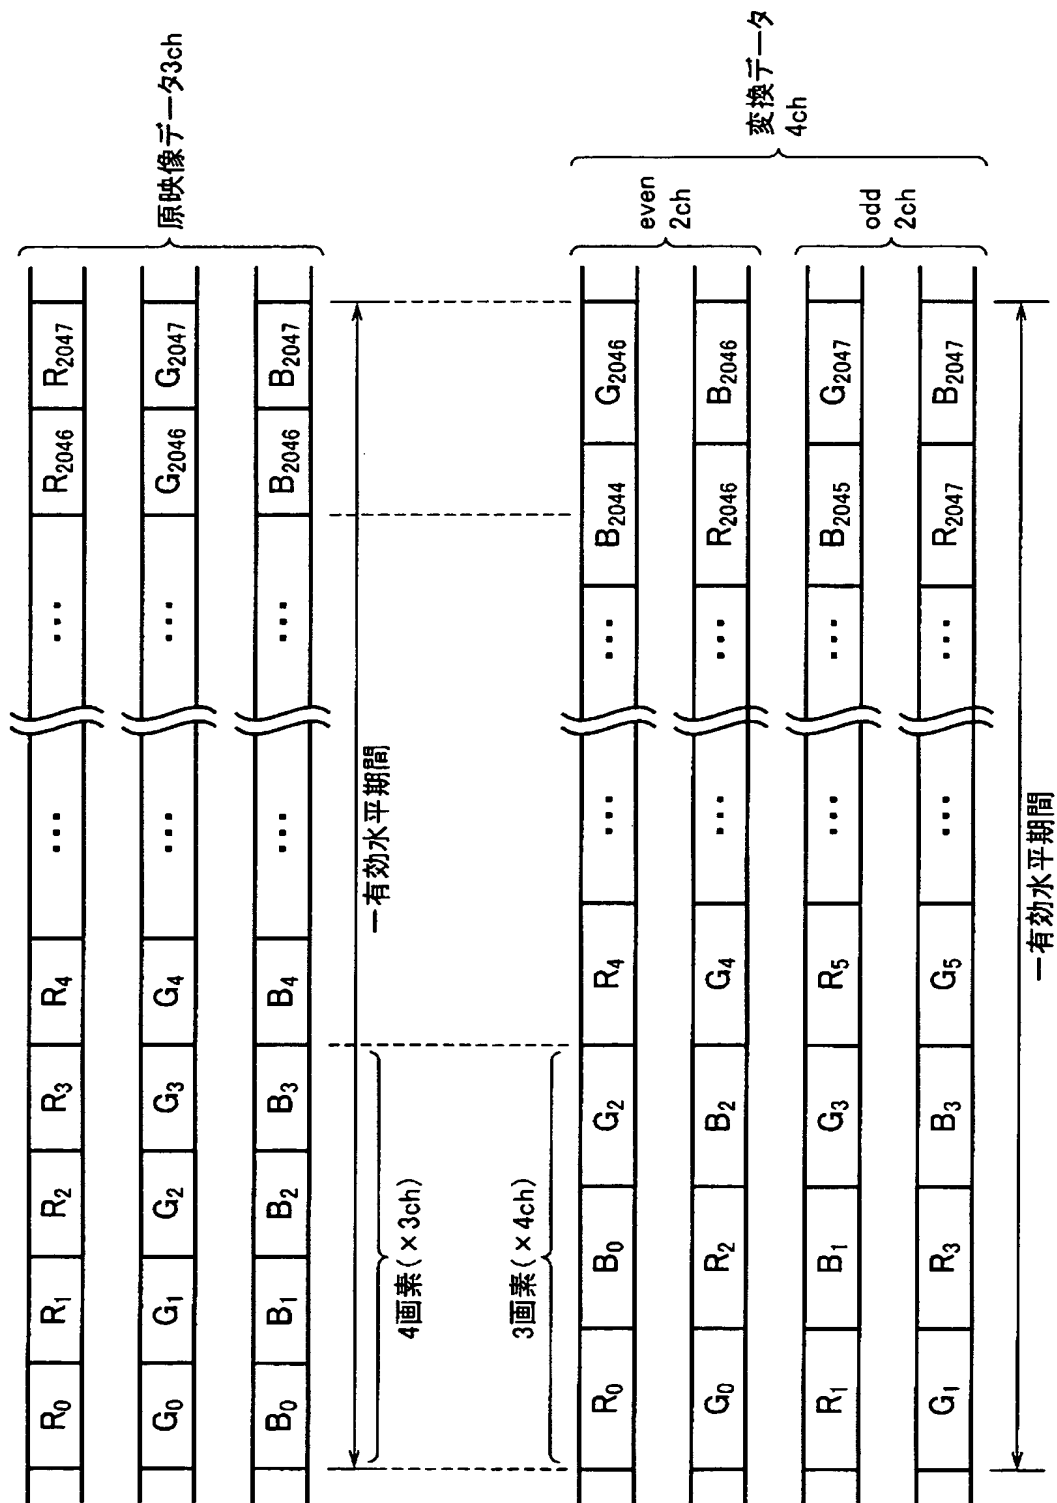 R0 R1 R2 R3 R4 ... ... R2046 R2047
G0 G1 G2 G3 G4 ... ... G2046 G2047
B0 B1 B2 B3 B4 ... ... B2046 B2047
原映像データ3ch
一有効水平期間
4画素(×3ch)
3画素(×4ch)
R0 B0 G2 R4 ... ... B2044 G2046
G0 R2 B2 G4 ... ... R2046 B2046
even
2ch
R1 B1 G3 R5 ... ... B2045 G2047
G1 R3 B3 G5 ... ... R2047 B2047
odd
2ch
変換データ
4ch
一有効水平期間